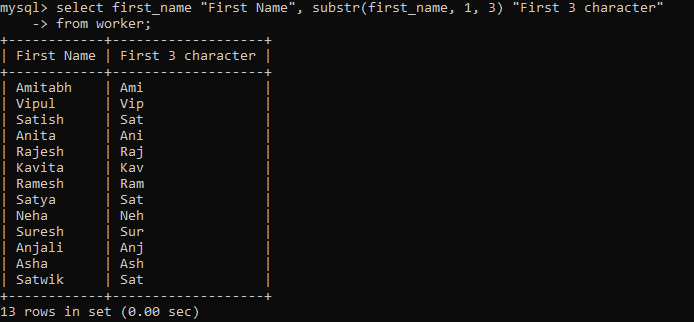 mysql> select first_name "First Name", substr(first_name, 1, 3) "First 3 character"
    -> from worker;
+------------+-------------------+
| First Name | First 3 character |
+------------+-------------------+
| Amitabh    | Ami               |
| Vipul      | Vip               |
| Satish     | Sat               |
| Anita      | Ani               |
| Rajesh     | Raj               |
| Kavita     | Kav               |
| Ramesh     | Ram               |
| Satya      | Sat               |
| Neha       | Neh               |
| Suresh     | Sur               |
| Anjali     | Anj               |
| Asha       | Ash               |
| Satwik     | Sat               |
+------------+-------------------+
13 rows in set (0.00 sec)